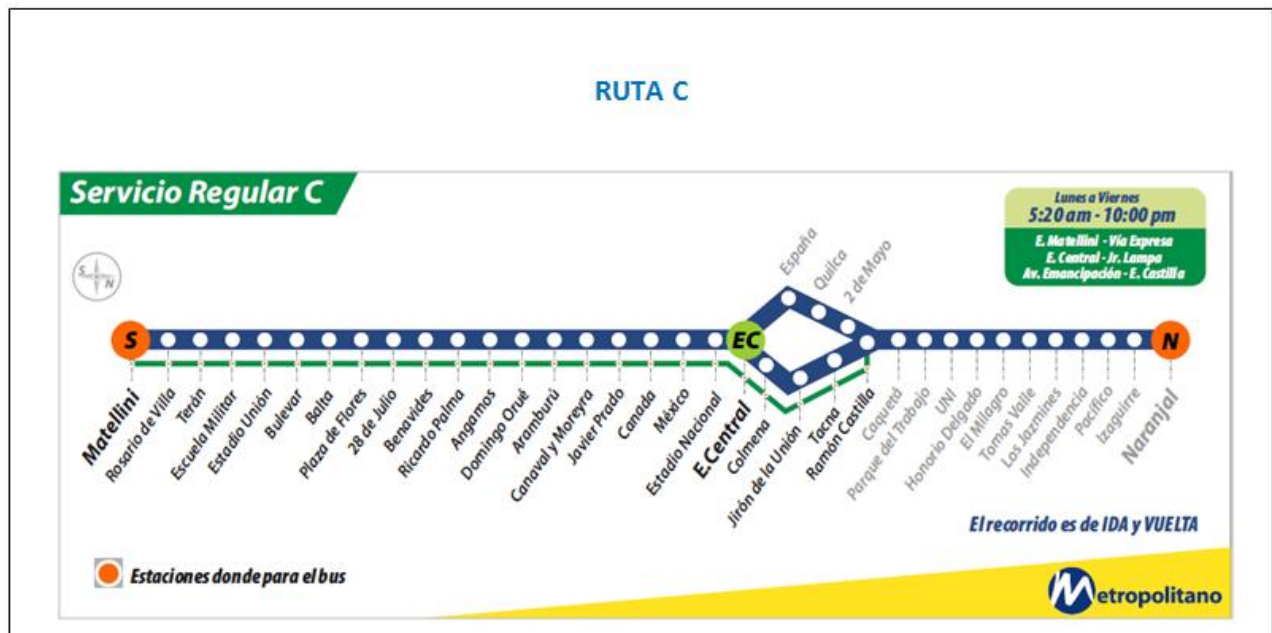 RUTA C
Servicio Regular C
Lunes a Viernes
5:20 am - 10:00 pm
E. Matellini - Vía Expresa
E. Central - Jr. Lampa
Av. Emancipación - E. Castilla
S
N
S
EC
N
Matellini
Rosario de Villa
Terán
Escuela Militar
Estadio Unión
Bulevar
Balta
Plaza de Flores
28 de Julio
Benavides
Ricardo Palma
Angamos
Domingo Orué
Aramburú
Canaval y Moreyra
Javier Prado
Canada
México
Estadio Nacional
E.Central
Colmena
Jirón de la Unión
Tacna
Ramón Castilla
España
Quilca
2 de Mayo
Caquetá
Parque del Trabajo
UNI
Honorio Delgado
El Milagro
Tomas Valle
Los Jazmines
Independencia
Pacífico
Izaguirre
Naranjal
El recorrido es de IDA y VUELTA
Estaciones donde para el bus
Metropolitano